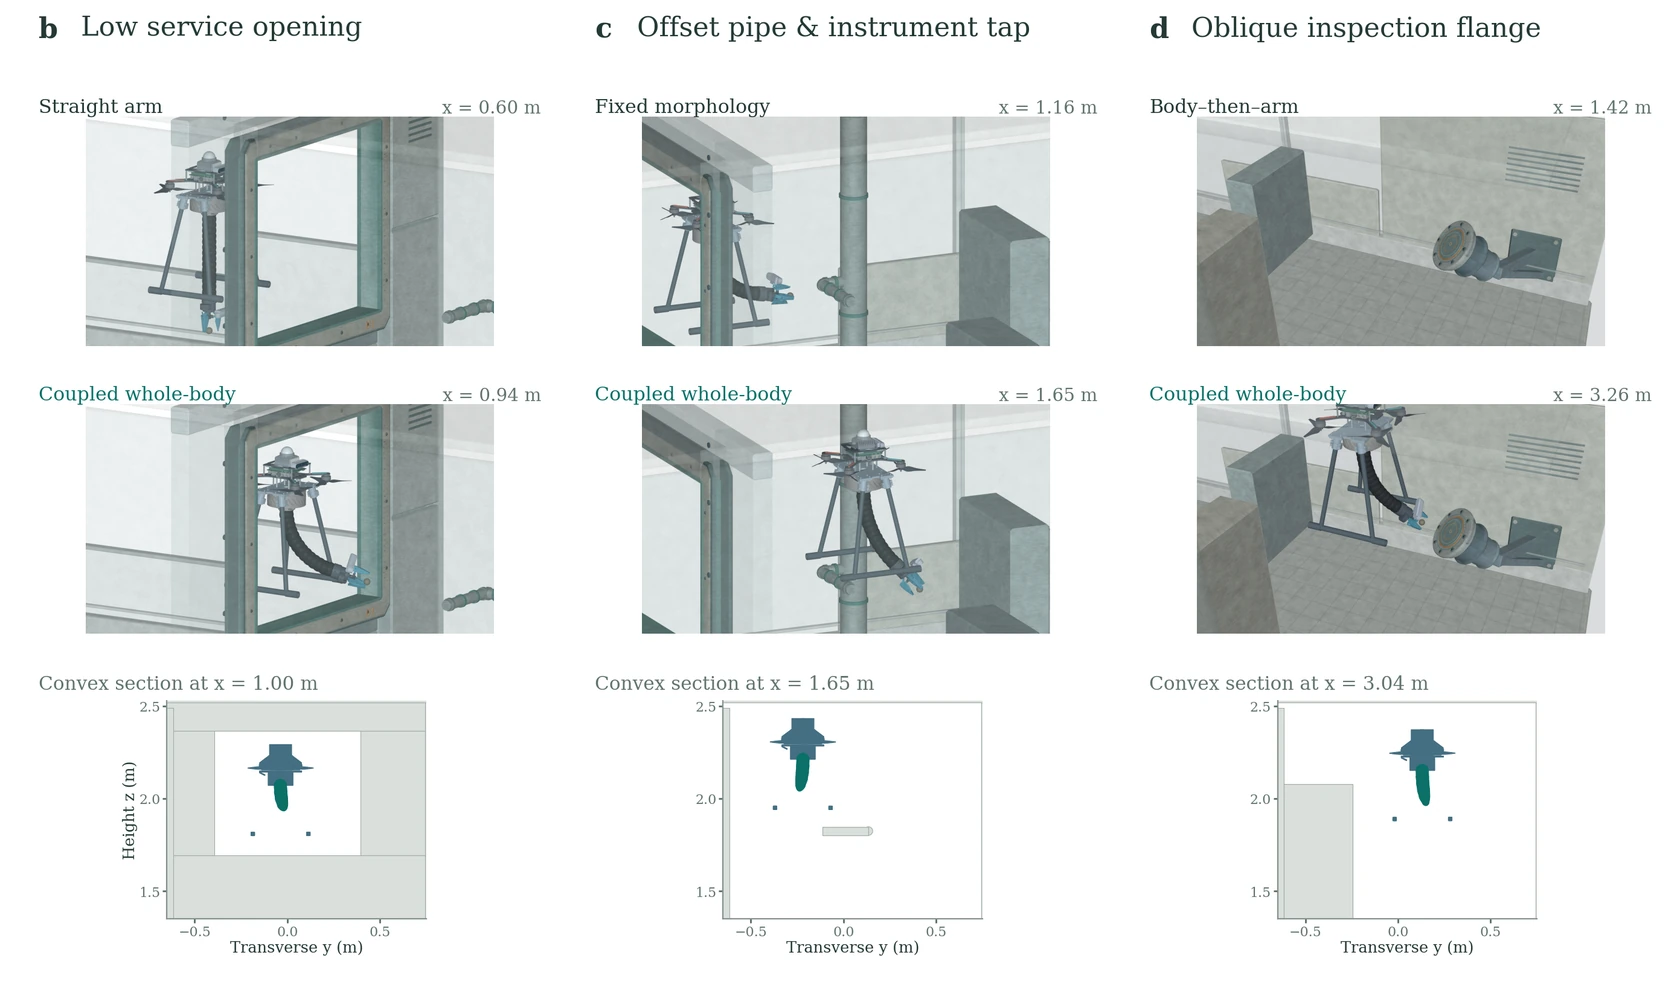 b Low service opening
c Offset pipe & instrument tap
d Oblique inspection flange
Straight arm
x = 0.60 m
Fixed morphology
x = 1.16 m
Body–then–arm
x = 1.42 m
Coupled whole-body
x = 0.94 m
Coupled whole-body
x = 1.65 m
Coupled whole-body
x = 3.26 m
Convex section at x = 1.00 m
2.5
2.0
1.5
Height z (m)
−0.5
0.0
0.5
Transverse y (m)
Convex section at x = 1.65 m
2.5
2.0
1.5
−0.5
0.0
0.5
Transverse y (m)
Convex section at x = 3.04 m
2.5
2.0
1.5
−0.5
0.0
0.5
Transverse y (m)